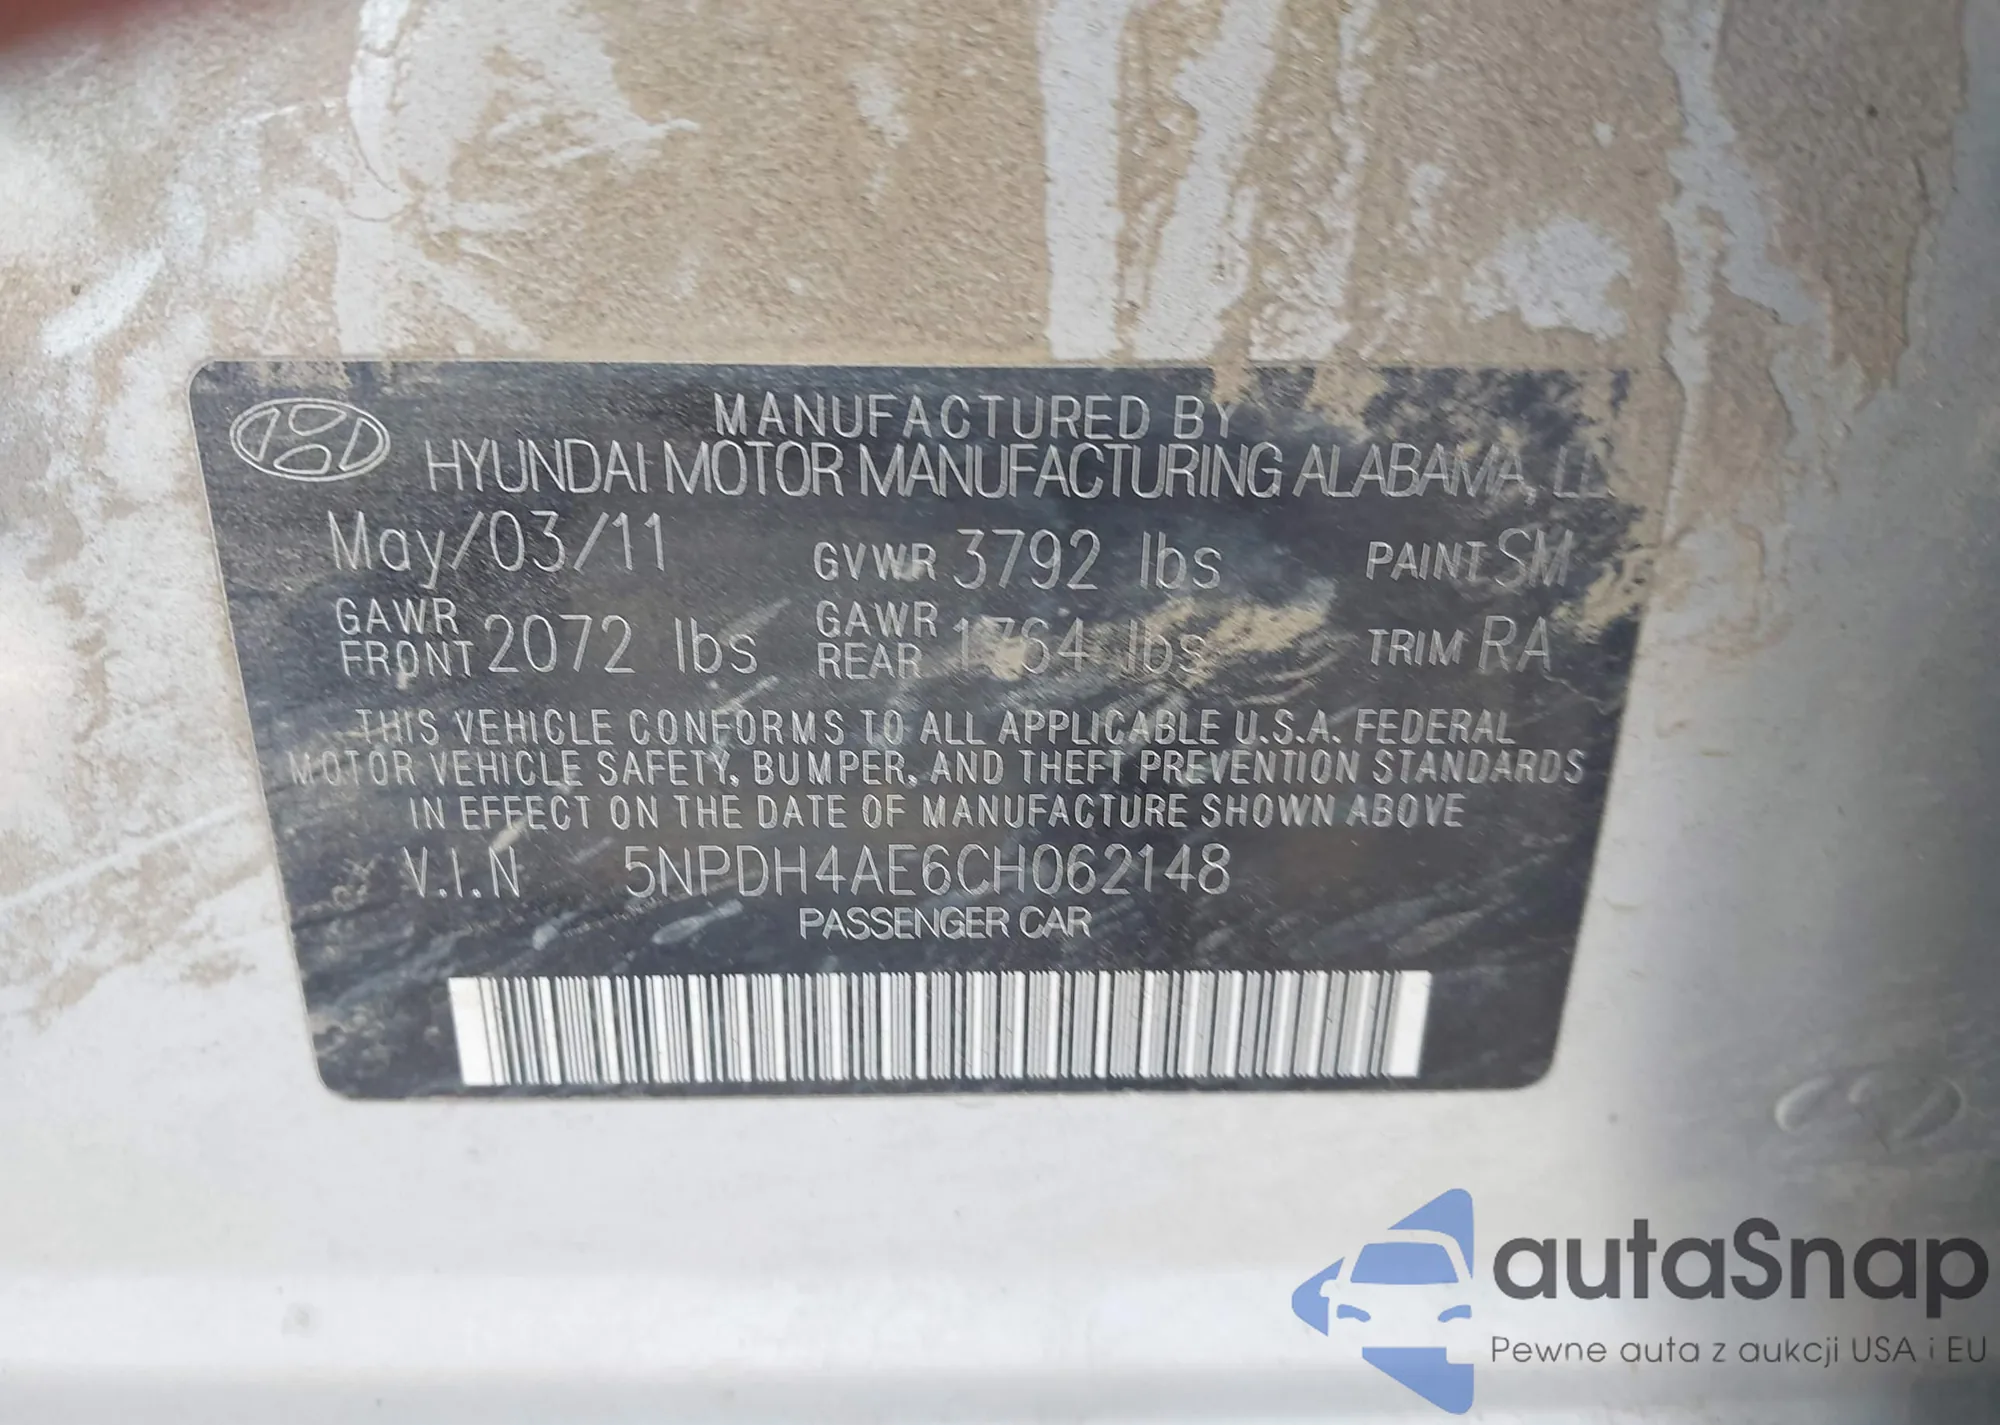 MANUFACTURED BY
HYUNDAI MOTOR MANUFACTURING ALABAMA,
May/03/11 GVWR 3792 lbs PAINT SM
GAWR FRONT 2072 lbs GAWR REAR 1764 lbs TRIM RA
THIS VEHICLE CONFORMS TO ALL APPLICABLE U.S.A. FEDERAL
MOTOR VEHICLE SAFETY, BUMPER, AND THEFT PREVENTION STANDARDS
IN EFFECT ON THE DATE OF MANUFACTURE SHOWN ABOVE
V.I.N 5NPDH4AE6CH062148
PASSENGER CAR
autaSnap
Pewne auta z aukcji USA i EU